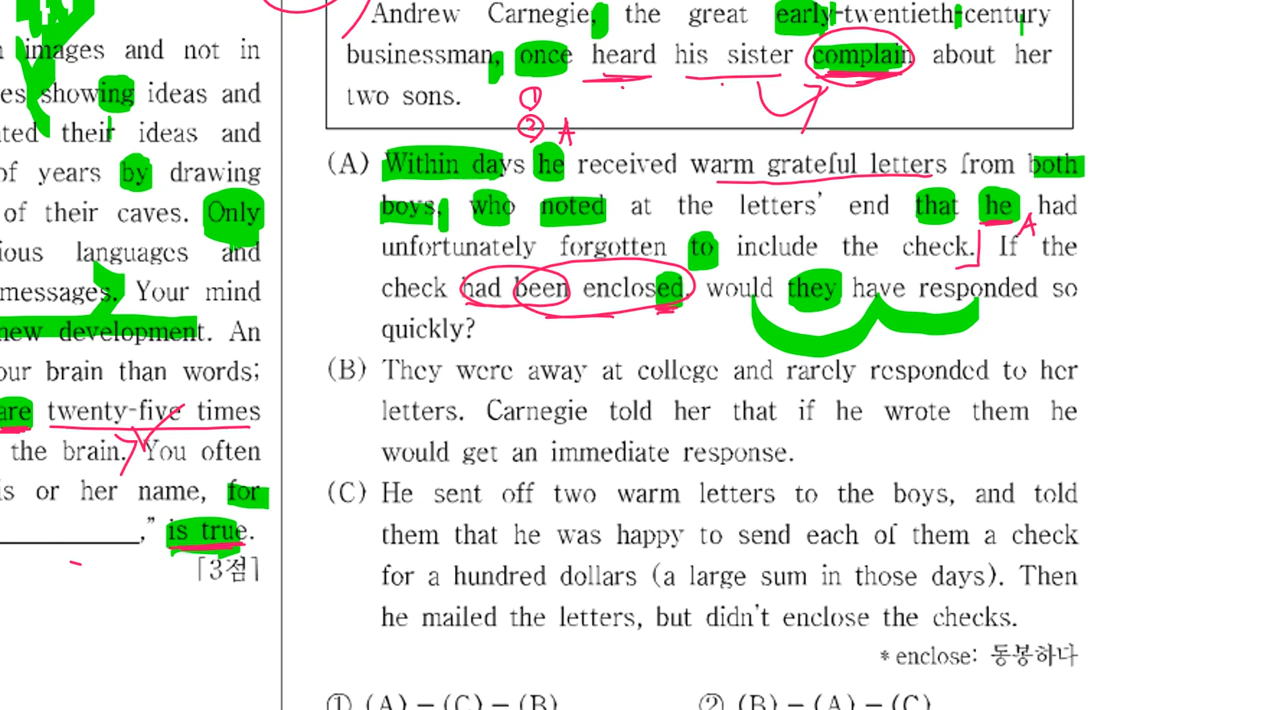 images and not in
showing ideas and
their ideas and
of years by drawing
of their caves. Only
languages and
messages. Your mind
new development. An
our brain than words;
are twenty-five times
the brain. You often
is or her name, for
," is true.
[3점]
Andrew Carnegie, the great early-twentieth-century
businessman, once heard his sister complain about her
two sons.
① 
② A
(A) Within days he received warm grateful letters from both
boys, who noted at the letters' end that he had
A
unfortunately forgotten to include the check. If the
check had been enclosed, would they have responded so
quickly?
(B) They were away at college and rarely responded to her
letters. Carnegie told her that if he wrote them he
would get an immediate response.
(C) He sent off two warm letters to the boys, and told
them that he was happy to send each of them a check
for a hundred dollars (a large sum in those days). Then
he mailed the letters, but didn't enclose the checks.
* enclose: 동봉하다
① (A) - (C) - (B)
② (B) - (A) - (C)